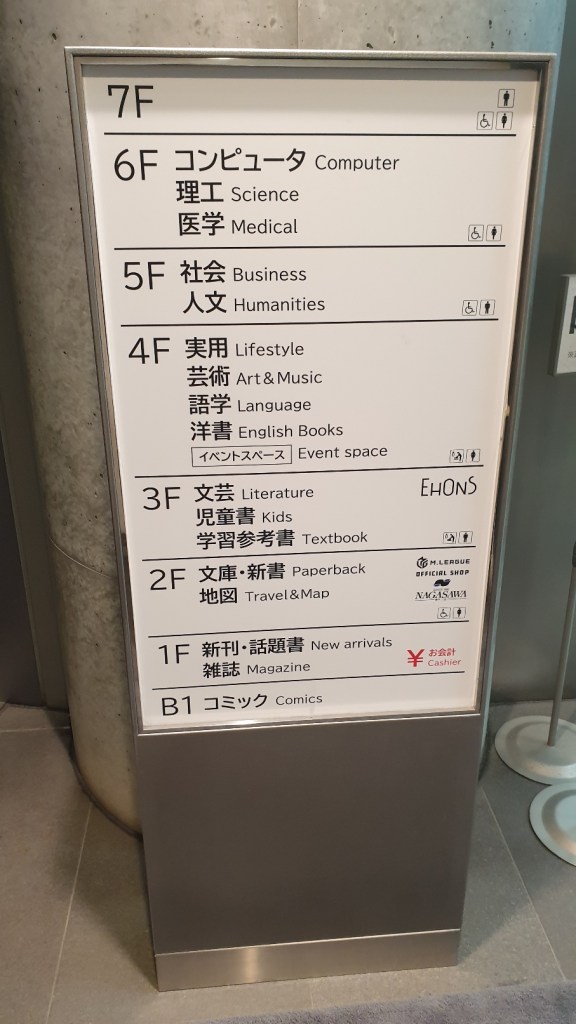 7F
6F コンピュータ Computer
理工 Science
医学 Medical
5F 社会 Business
人文 Humanities
4F 実用 Lifestyle
芸術 Art&Music
語学 Language
洋書 English Books
イベントスペース Event space
3F 文芸 Literature EHONS
児童書 Kids
学習参考書 Textbook
2F 文庫・新書 Paperback M.LEAGUE
OFFICIAL SHOP
地図 Travel&Map NAGASAWA
1F 新刊・話題書 New arrivals ¥ お会計
雑誌 Magazine Cashier
B1 コミック Comics